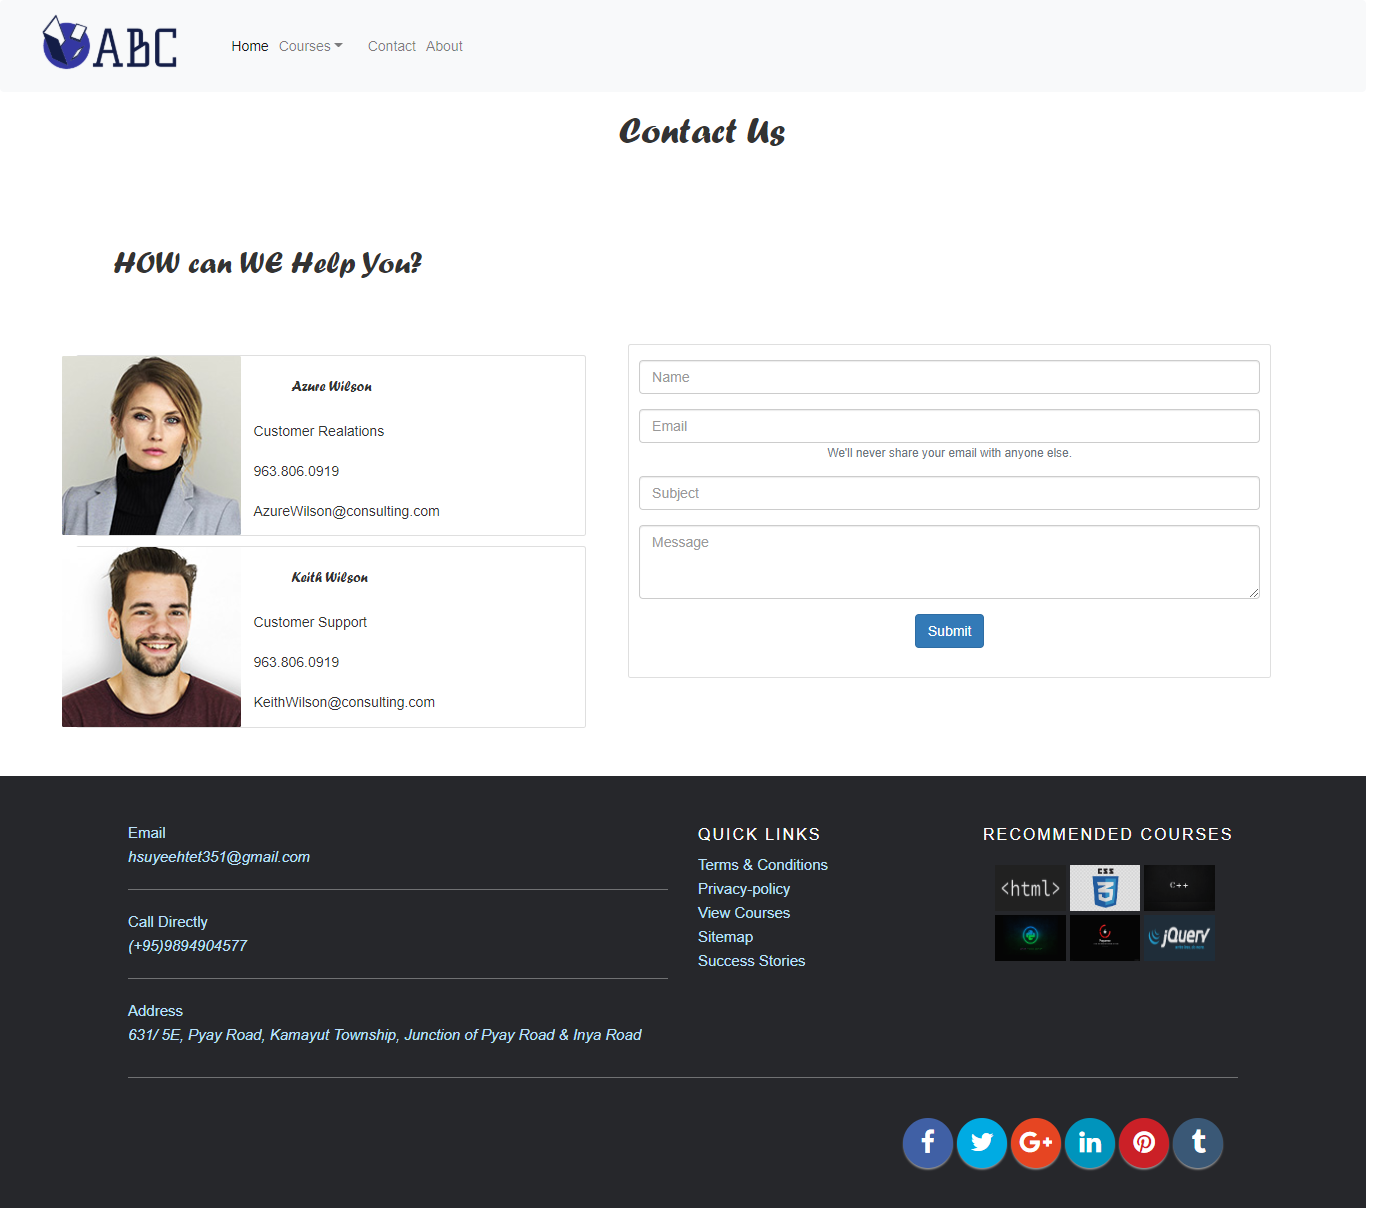 ABC
Home Courses Contact About
Contact Us
HOW can WE Help You?
Azure Wilson
Customer Realations
963.806.0919
AzureWilson@consulting.com
Keith Wilson
Customer Support
963.806.0919
KeithWilson@consulting.com
Name
Email
We'll never share your email with anyone else.
Subject
Message
Submit
Email
hsuyeehtet351@gmail.com
Call Directly
(+95)9894904577
Address
631/ 5E, Pyay Road, Kamayut Township, Junction of Pyay Road & Inya Road
QUICK LINKS
Terms & Conditions
Privacy-policy
View Courses
Sitemap
Success Stories
RECOMMENDED COURSES
<html>
CSS
3
C++
jQuery
f
G+
in
t